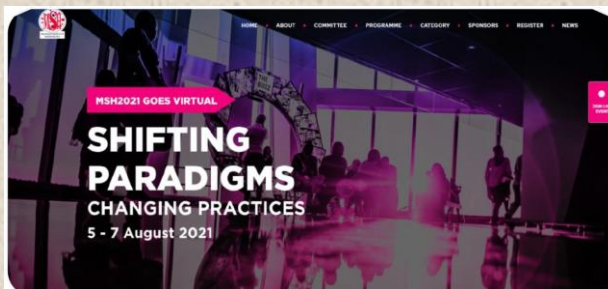 HOME ABOUT COMMITTEE PROGRAMME CATEGORY SPONSORS REGISTER NEWS
MSH2021 GOES VIRTUAL
SHIFTING
PARADIGMS
CHANGING PRACTICES
5 - 7 August 2021